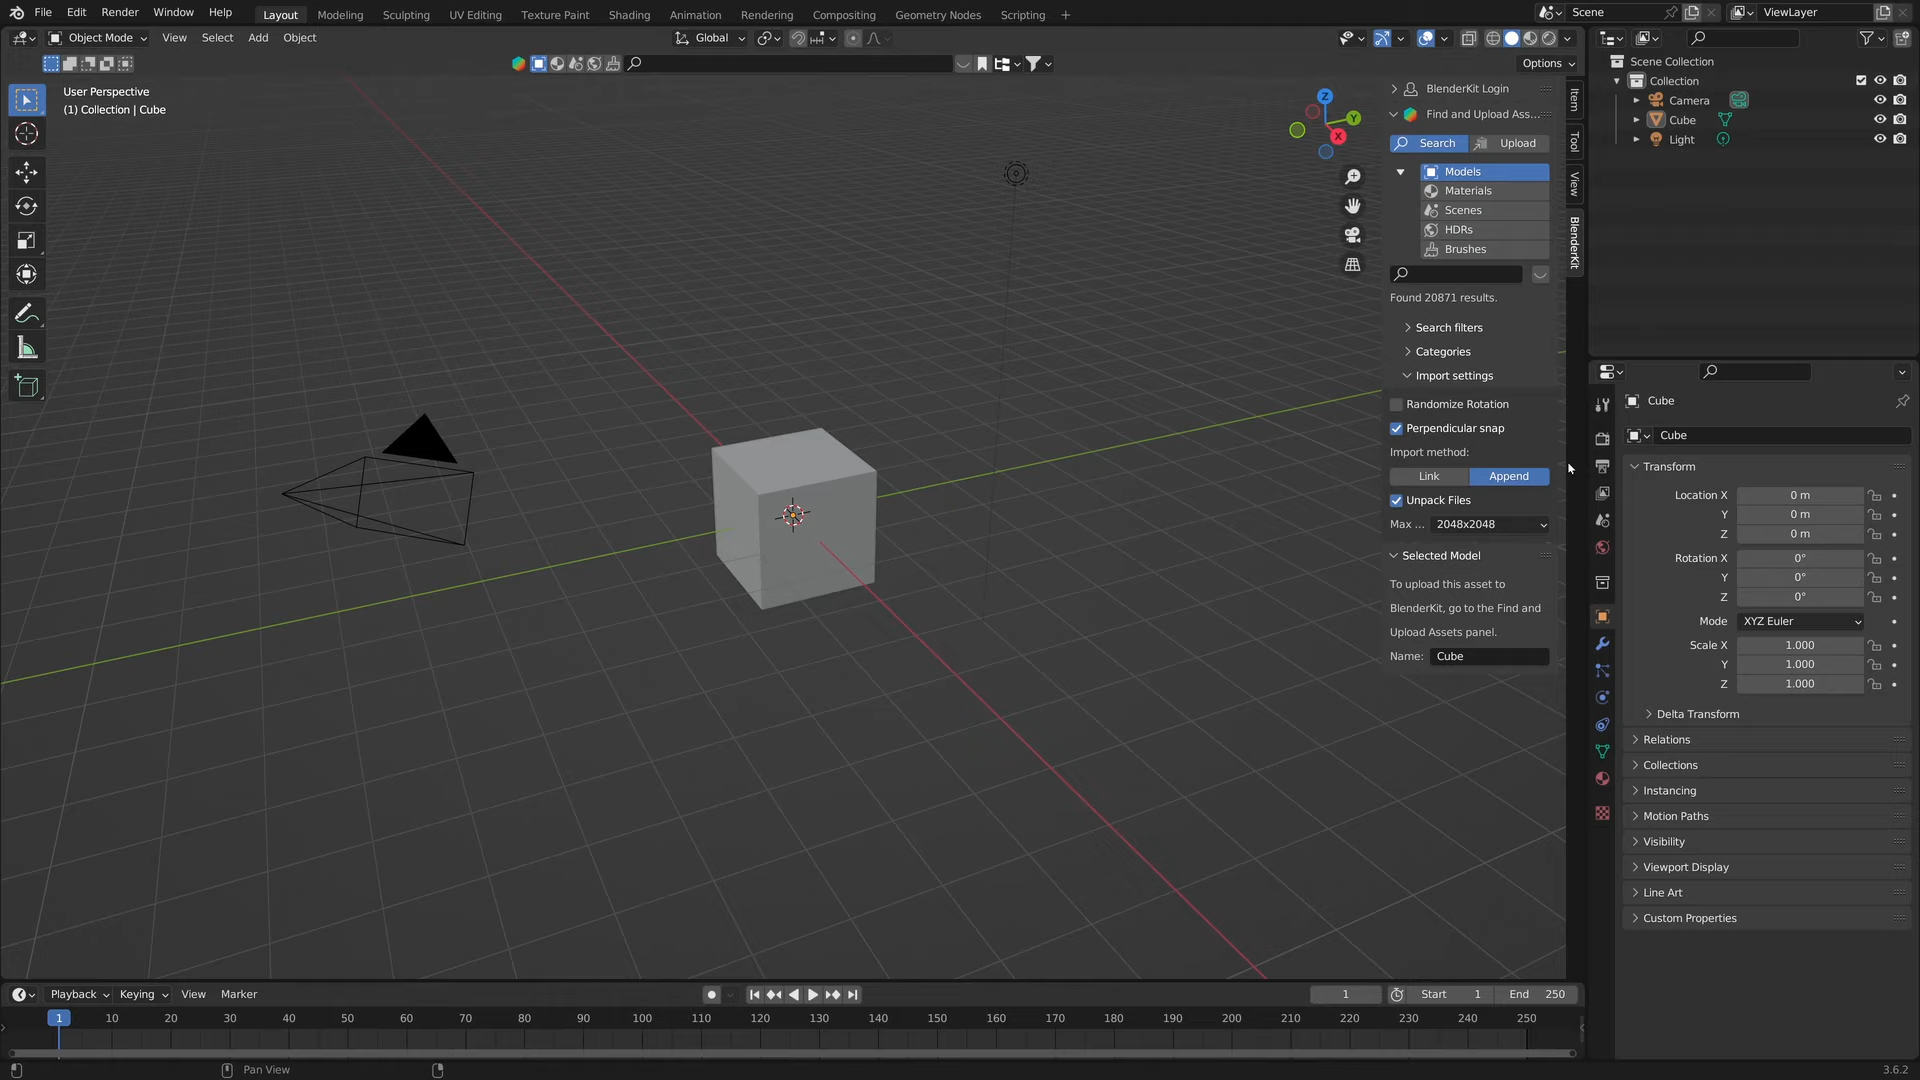 File Edit Render Window Help Layout Modeling Sculpting UV Editing Texture Paint Shading Animation Rendering Compositing Geometry Nodes Scripting + Scene ViewLayer
Object Mode View Select Add Object Global
Options
User Perspective
(1) Collection | Cube
Z
Y
X
BlenderKit Login
Find and Upload Ass...
Search Upload
Models
Materials
Scenes
HDRs
Brushes
Found 20871 results.
Search filters
Categories
Import settings
Randomize Rotation
Perpendicular snap
Import method:
Link Append
Unpack Files
Max ... 2048x2048
Selected Model
To upload this asset to
BlenderKit, go to the Find and
Upload Assets panel.
Name: Cube
Item
Tool
View
BlenderKit
Scene Collection
Collection
Camera
Cube
Light
Cube
Cube
Transform
Location X 0 m
Y 0 m
Z 0 m
Rotation X 0°
Y 0°
Z 0°
Mode XYZ Euler
Scale X 1.000
Y 1.000
Z 1.000
Delta Transform
Relations
Collections
Instancing
Motion Paths
Visibility
Viewport Display
Line Art
Custom Properties
Playback Keying View Marker 1 Start 1 End 250
1 10 20 30 40 50 60 70 80 90 100 110 120 130 140 150 160 170 180 190 200 210 220 230 240 250
Pan View 3.6.2